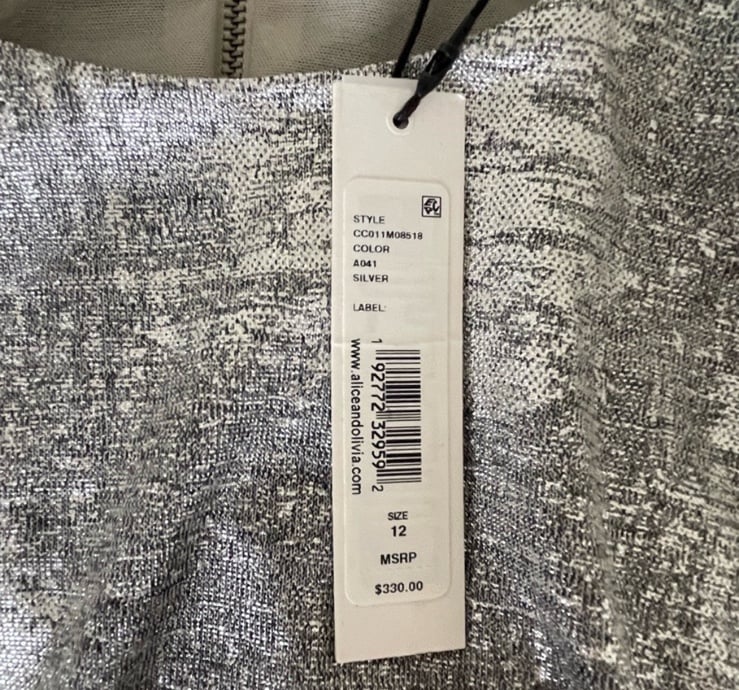 STYLE
CC011M08518
COLOR
A041
SILVER
LABEL:
1 92772 32959 2
www.aliceandolivia.com
SIZE
12
MSRP
$330.00